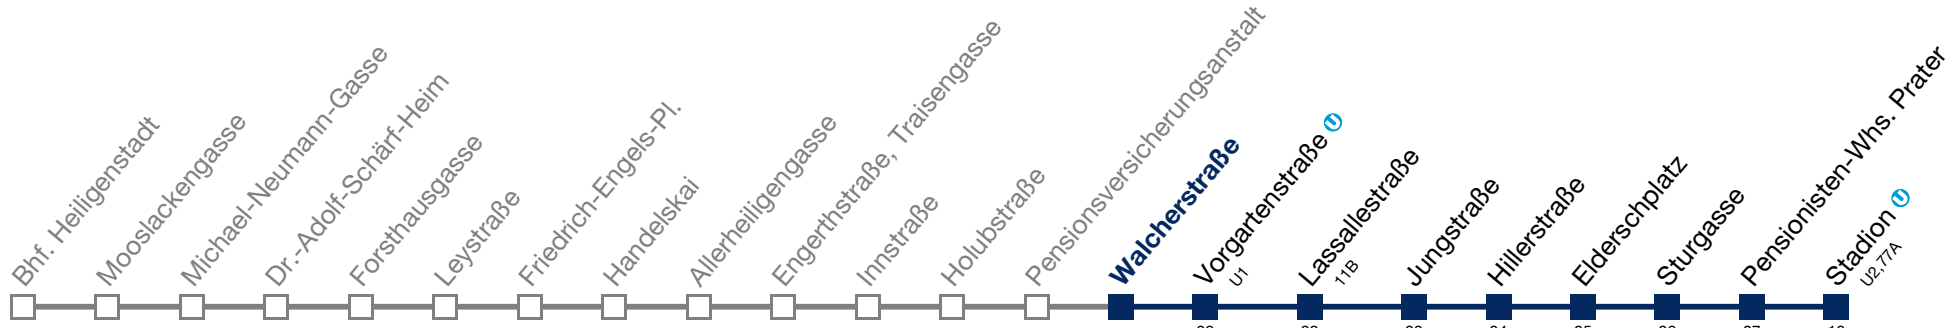 Bhf. Heiligenstadt
Mooslackengasse
Michael-Neumann-Gasse
Dr.-Adolf-Schärf-Heim
Forsthausgasse
Leystraße
Friedrich-Engels-Pl.
Handelskai
Allerheiligengasse
Engerthstraße, Traisengasse
Innstraße
Holubstraße
Pensionsversicherungsanstalt
Walcherstraße
Vorgartenstraße
U1
Lassallestraße
11B
Jungstraße
Hillerstraße
Elderschplatz
Sturgasse
Pensionisten-Whs. Prater
Stadion
U2,77A